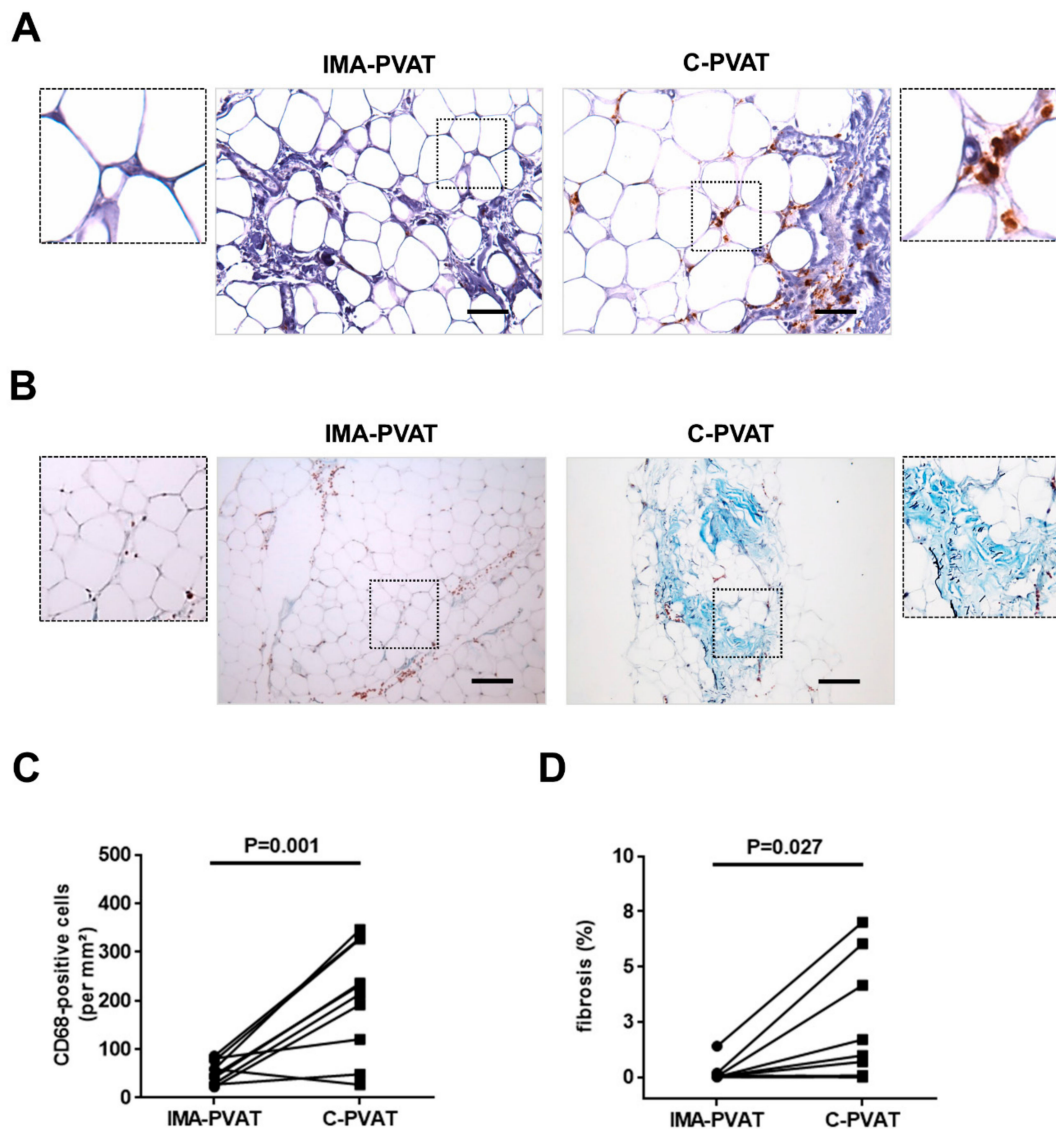 A
IMA-PVAT
C-PVAT
B
IMA-PVAT
C-PVAT
C
D
P=0.001
500
400
300
200
100
0
CD68-positive cells
(per mm²)
IMA-PVAT
C-PVAT
P=0.027
10
8
5
3
0
fibrosis (%)
IMA-PVAT
C-PVAT